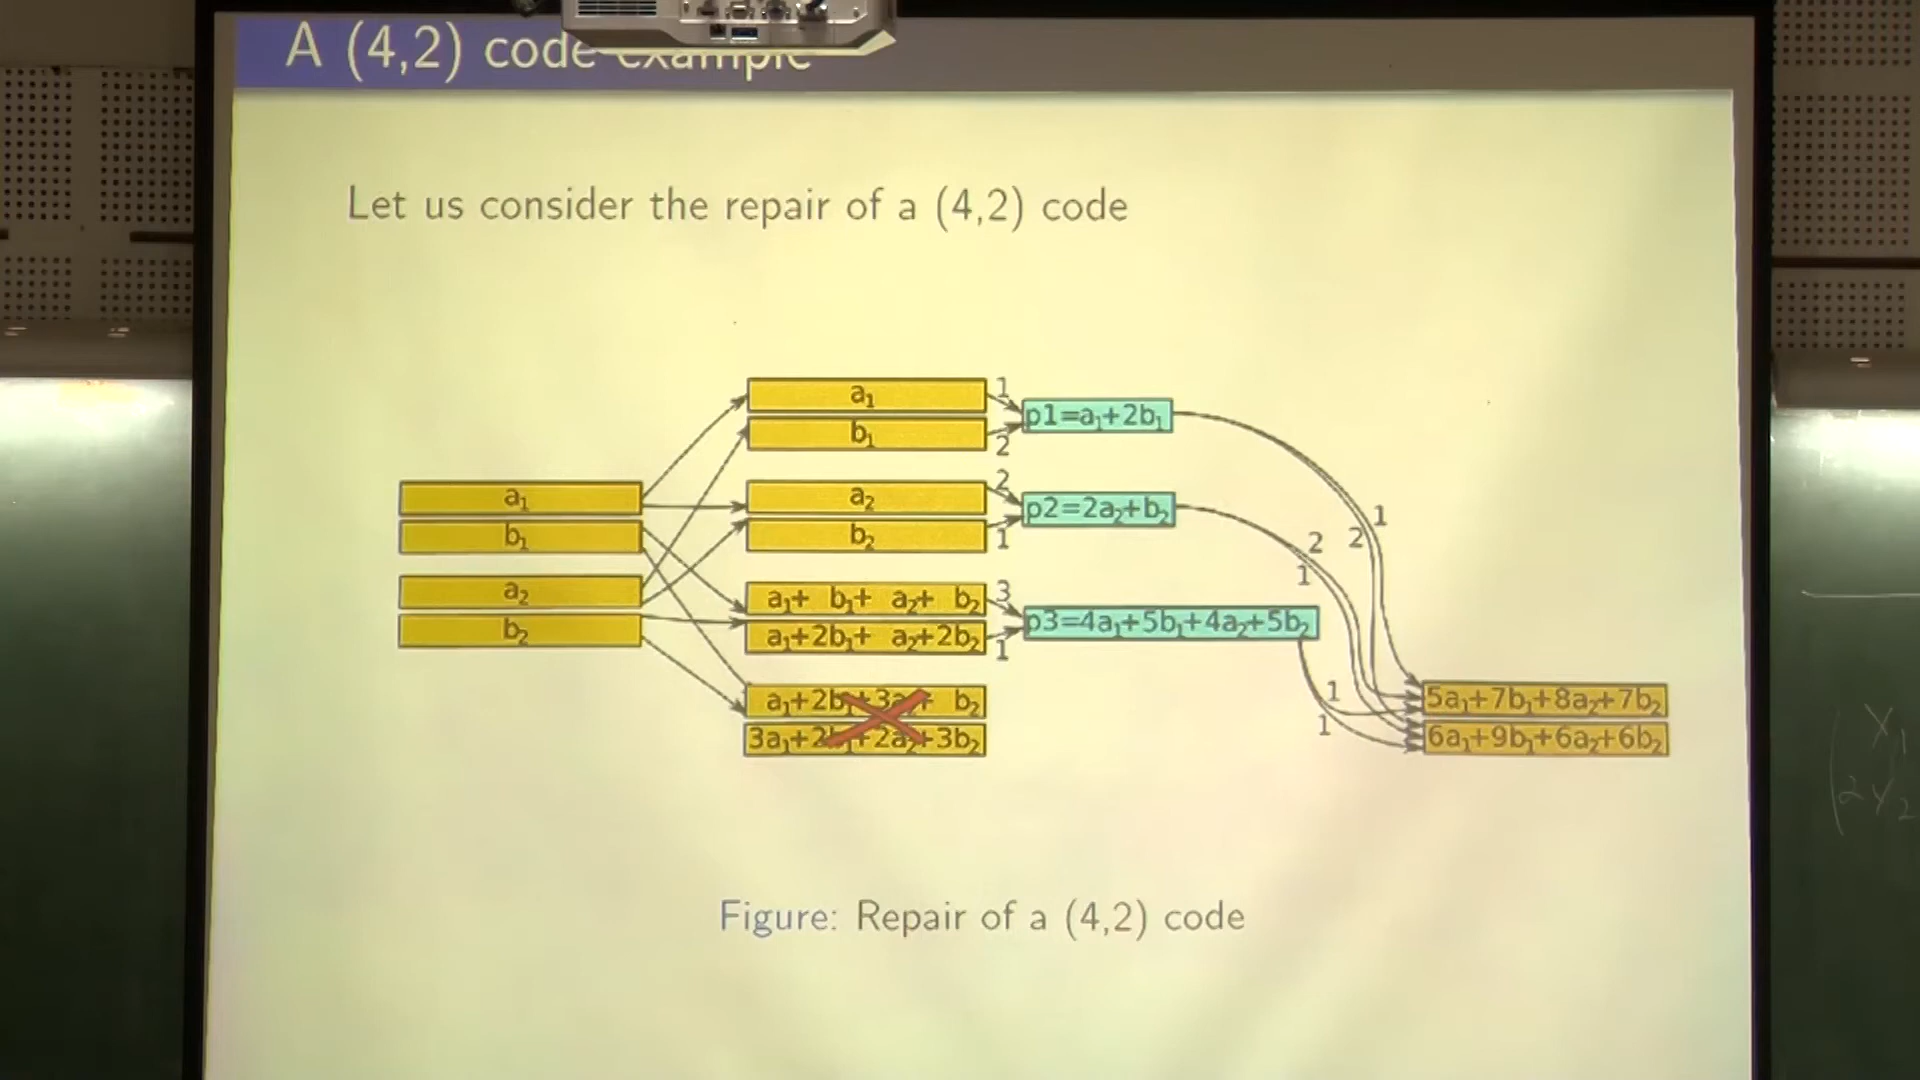 A (4,2) code example
Let us consider the repair of a (4,2) code
a₁
b₁
a₂
b₂
a₁
b₁
a₂
b₂
a₁+ b₁+ a₂+ b₂
a₁+2b₁+ a₂+2b₂
a₁+2b₁+3a₂+ b₂
3a₁+2b₁+2a₂+3b₂
1
2
2
1
3
1
p1=a₁+2b₁
p2=2a₂+b₂
p3=4a₁+5b₁+4a₂+5b₂
1
2
2
1
1
1
5a₁+7b₁+8a₂+7b₂
6a₁+9b₁+6a₂+6b₂
Figure: Repair of a (4,2) code
X₁
2Y₂